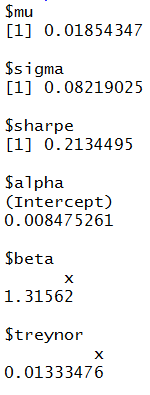 $mu
[1] 0.01854347
$sigma
[1] 0.08219025
$sharpe
[1] 0.2134495
$alpha
(Intercept)
0.008475261
$beta
x
1.31562
$treynor
x
0.01333476